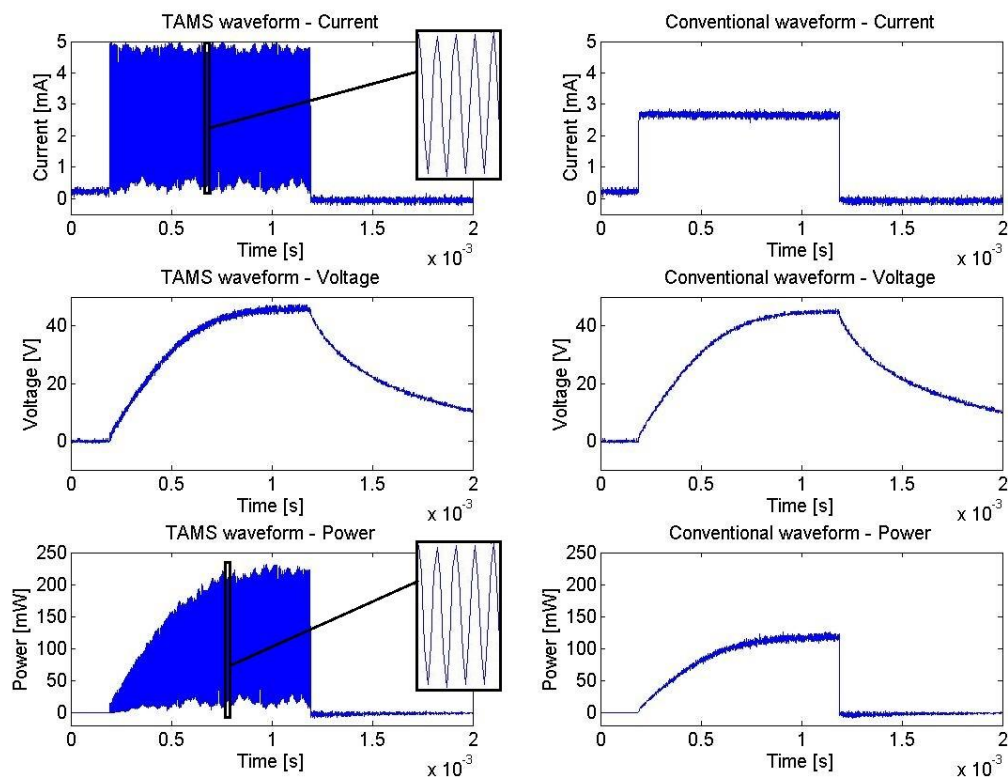 TAMS waveform - Current
Conventional waveform - Current
Current [mA]
5
4
3
2
1
0
0 0.5 1 1.5 2
Time [s]
x 10-3
Current [mA]
5
4
3
2
1
0
0 0.5 1 1.5 2
Time [s]
x 10-3
TAMS waveform - Voltage
Conventional waveform - Voltage
Voltage [V]
40
20
0
0 0.5 1 1.5 2
Time [s]
x 10-3
Voltage [V]
40
20
0
0 0.5 1 1.5 2
Time [s]
x 10-3
TAMS waveform - Power
Conventional waveform - Power
Power [mW]
250
200
150
100
50
0
0 0.5 1 1.5 2
Time [s]
x 10-3
Power [mW]
250
200
150
100
50
0
0 0.5 1 1.5 2
Time [s]
x 10-3